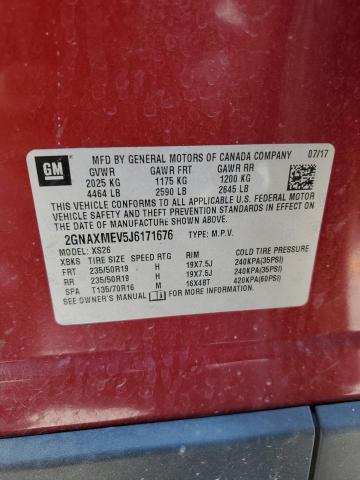 GM
MFD BY GENERAL MOTORS OF CANADA COMPANY 07/17
GVWR GAWR FRT GAWR RR
2025 KG 1175 KG 1200 KG
4464 LB 2590 LB 2645 LB
THIS VEHICLE CONFORMS TO ALL APPLICABLE U.S. FEDERAL MOTOR
VEHICLE SAFETY, BUMPER, AND THEFT PREVENTION STANDARDS IN EFFECT ON
THE DATE OF MANUFACTURE SHOWN ABOVE.
2GNAXMEV5J6171676 TYPE: M.P.V.
MODEL: XS26
XKBS TIRE SIZE SPEED RTG RIM COLD TIRE PRESSURE
FRT 235/50R19 H 19X7.5J 240KPA(35PSI)
RR 235/50R19 H 19X7.5J 240KPA(35PSI)
SPA T135/70R16 M 16X4BT 420KPA(60PSI)
SEE OWNER'S MANUAL FOR ADDITIONAL INFORMATION.